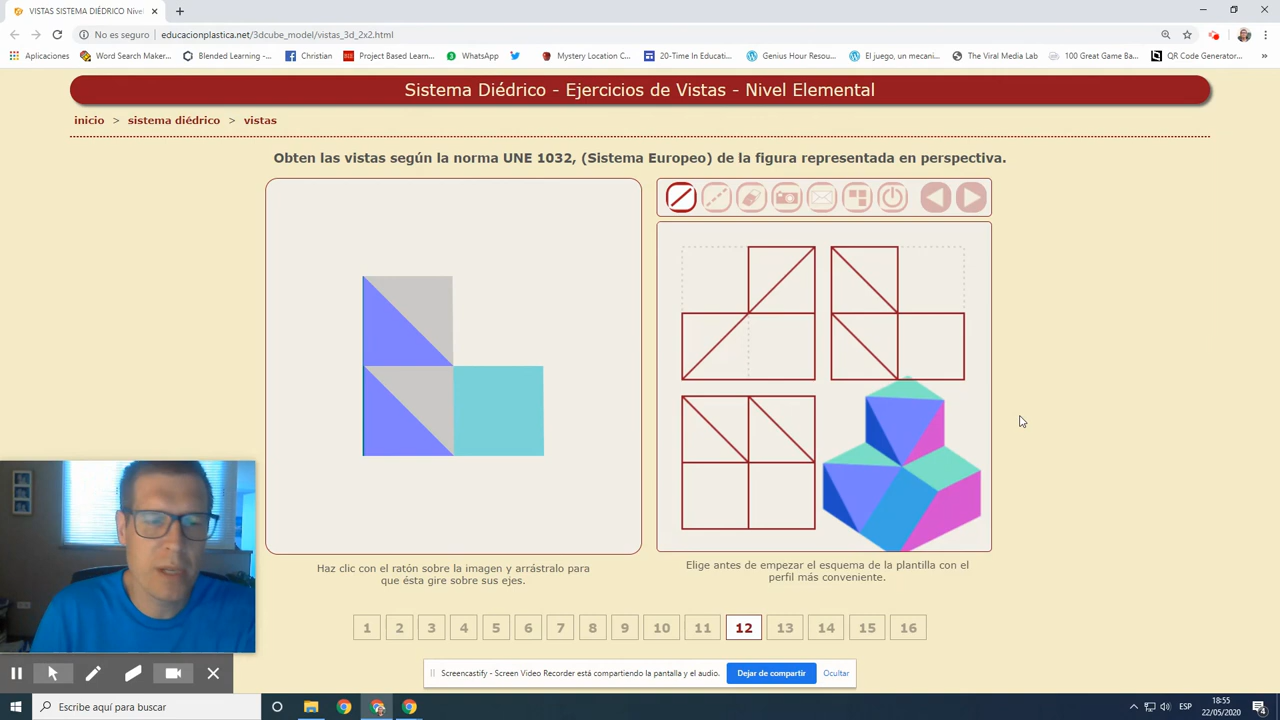 VISTAS SISTEMA DIÉDRICO Nivel
No es seguro | educacionplastica.net/3dcube_model/vistas_3d_2x2.html
Aplicaciones Word Search Maker... Blended Learning -... Christian Project Based Learn... WhatsApp Mystery Location C... 20-Time In Educati... Genius Hour Resou... El juego, un mecani... The Viral Media Lab 100 Great Game Ba... QR Code Generator... »
Sistema Diédrico - Ejercicios de Vistas - Nivel Elemental
inicio > sistema diédrico > vistas
Obten las vistas según la norma UNE 1032, (Sistema Europeo) de la figura representada en perspectiva.
Haz clic con el ratón sobre la imagen y arrástralo para
que ésta gire sobre sus ejes.
Elige antes de empezar el esquema de la plantilla con el
perfil más conveniente.
1 2 3 4 5 6 7 8 9 10 11 12 13 14 15 16
Screencastify - Screen Video Recorder está compartiendo la pantalla y el audio. Dejar de compartir Ocultar
Escribe aquí para buscar
ESP
18:55
22/05/2020
4